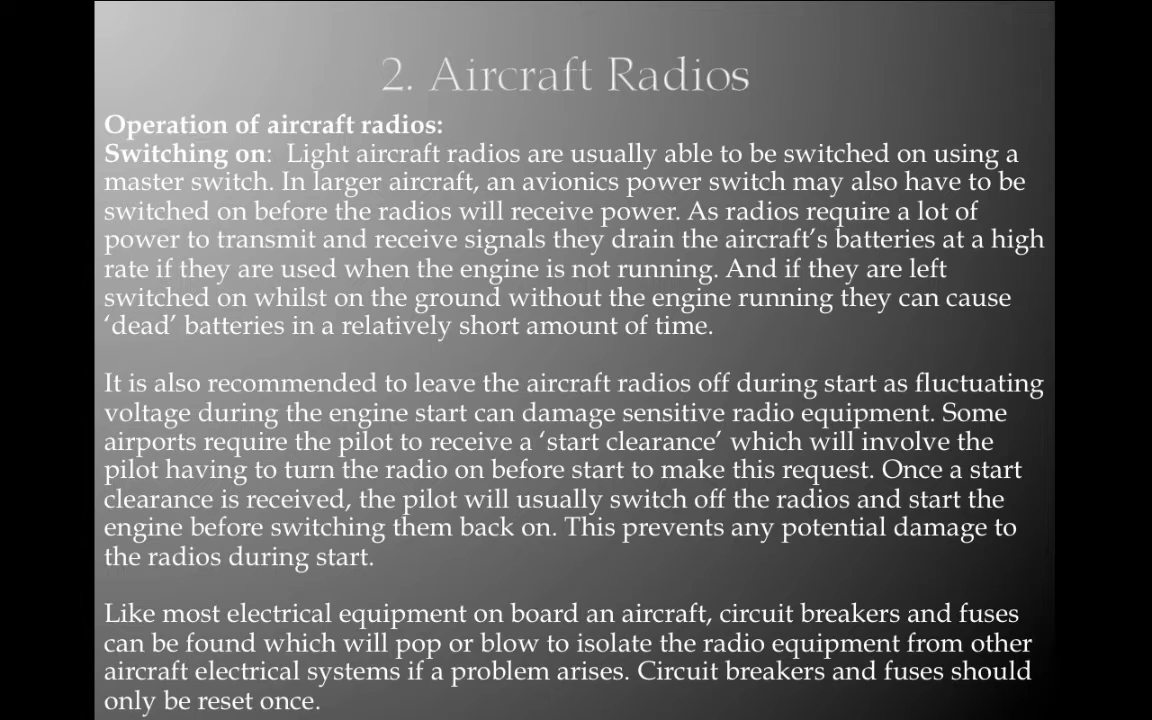 2. Aircraft Radios
Operation of aircraft radios:
Switching on:  Light aircraft radios are usually able to be switched on using a
master switch. In larger aircraft, an avionics power switch may also have to be
switched on before the radios will receive power. As radios require a lot of
power to transmit and receive signals they drain the aircraft’s batteries at a high
rate if they are used when the engine is not running. And if they are left
switched on whilst on the ground without the engine running they can cause
‘dead’ batteries in a relatively short amount of time.
It is also recommended to leave the aircraft radios off during start as fluctuating
voltage during the engine start can damage sensitive radio equipment. Some
airports require the pilot to receive a ‘start clearance’ which will involve the
pilot having to turn the radio on before start to make this request. Once a start
clearance is received, the pilot will usually switch off the radios and start the
engine before switching them back on. This prevents any potential damage to
the radios during start.
Like most electrical equipment on board an aircraft, circuit breakers and fuses
can be found which will pop or blow to isolate the radio equipment from other
aircraft electrical systems if a problem arises. Circuit breakers and fuses should
only be reset once.